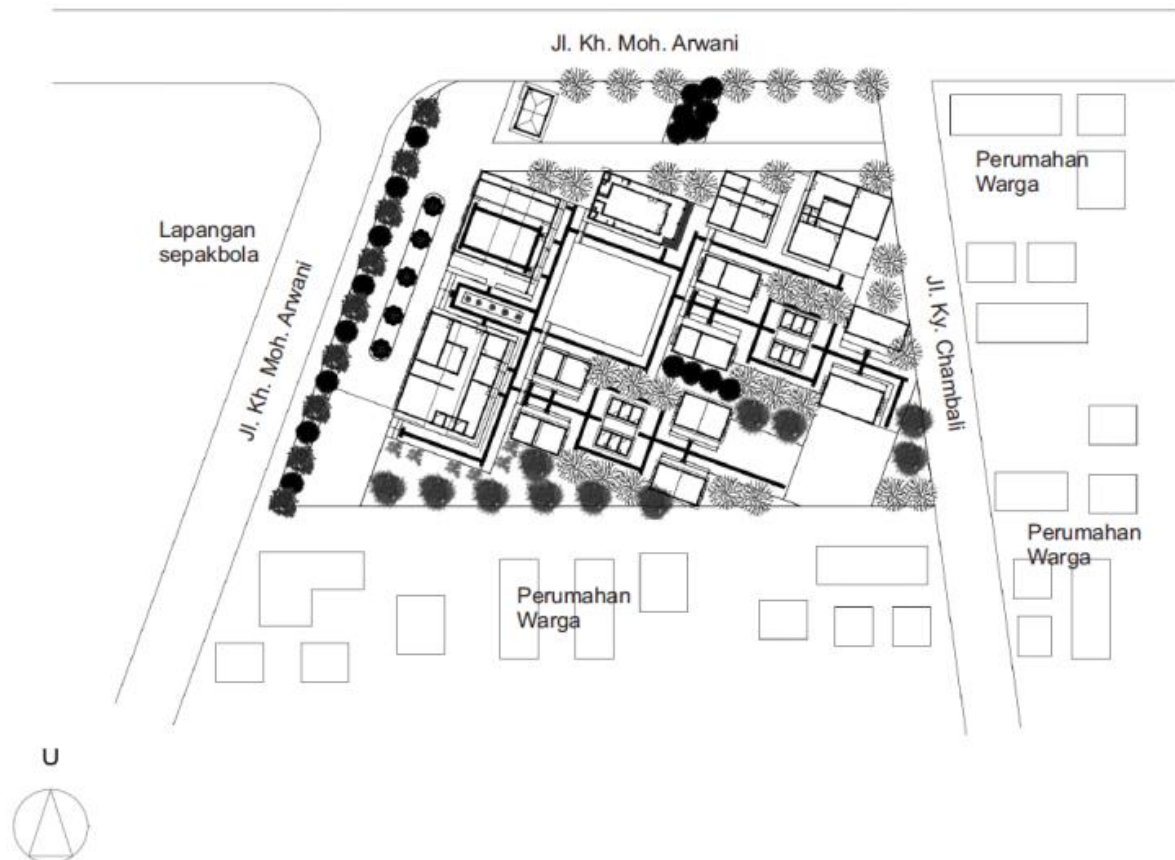 Jl. Kh. Moh. Arwani
Perumahan
Warga
Lapangan
sepakbola
Jl. Kh. Moh. Arwani
Jl. Ky. Chambali
Perumahan
Warga
Perumahan
Warga
U